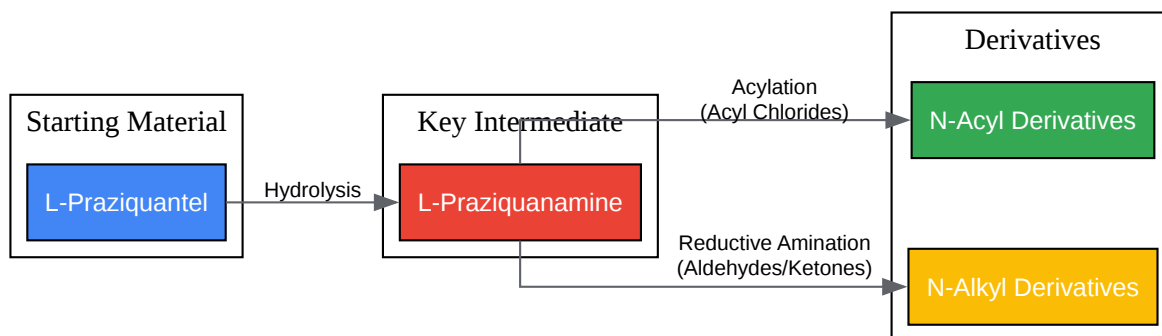 Starting Material
L-Praziquantel
Hydrolysis
Key Intermediate
L-Praziquanamine
Acylation
(Acyl Chlorides)
Reductive Amination
(Aldehydes/Ketones)
Derivatives
N-Acyl Derivatives
N-Alkyl Derivatives